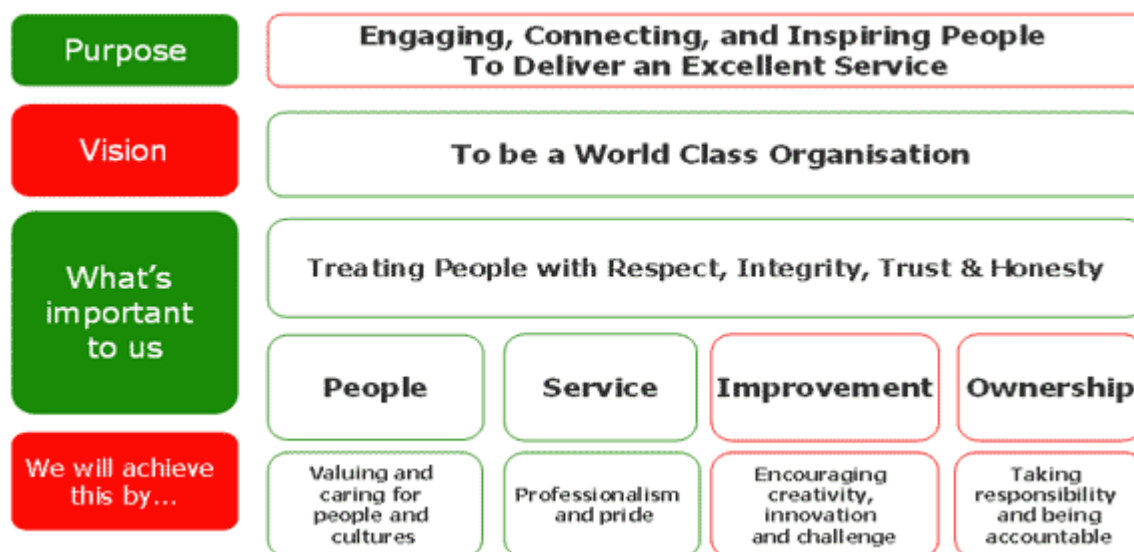 Purpose
Engaging, Connecting, and Inspiring People
To Deliver an Excellent Service
Vision
To be a World Class Organisation
What's
important
to us
Treating People with Respect, Integrity, Trust & Honesty
People
Service
Improvement
Ownership
We will achieve
this by...
Valuing and
caring for
people and
cultures
Professionalism
and pride
Encouraging
creativity,
innovation
and challenge
Taking
responsibility
and being
accountable